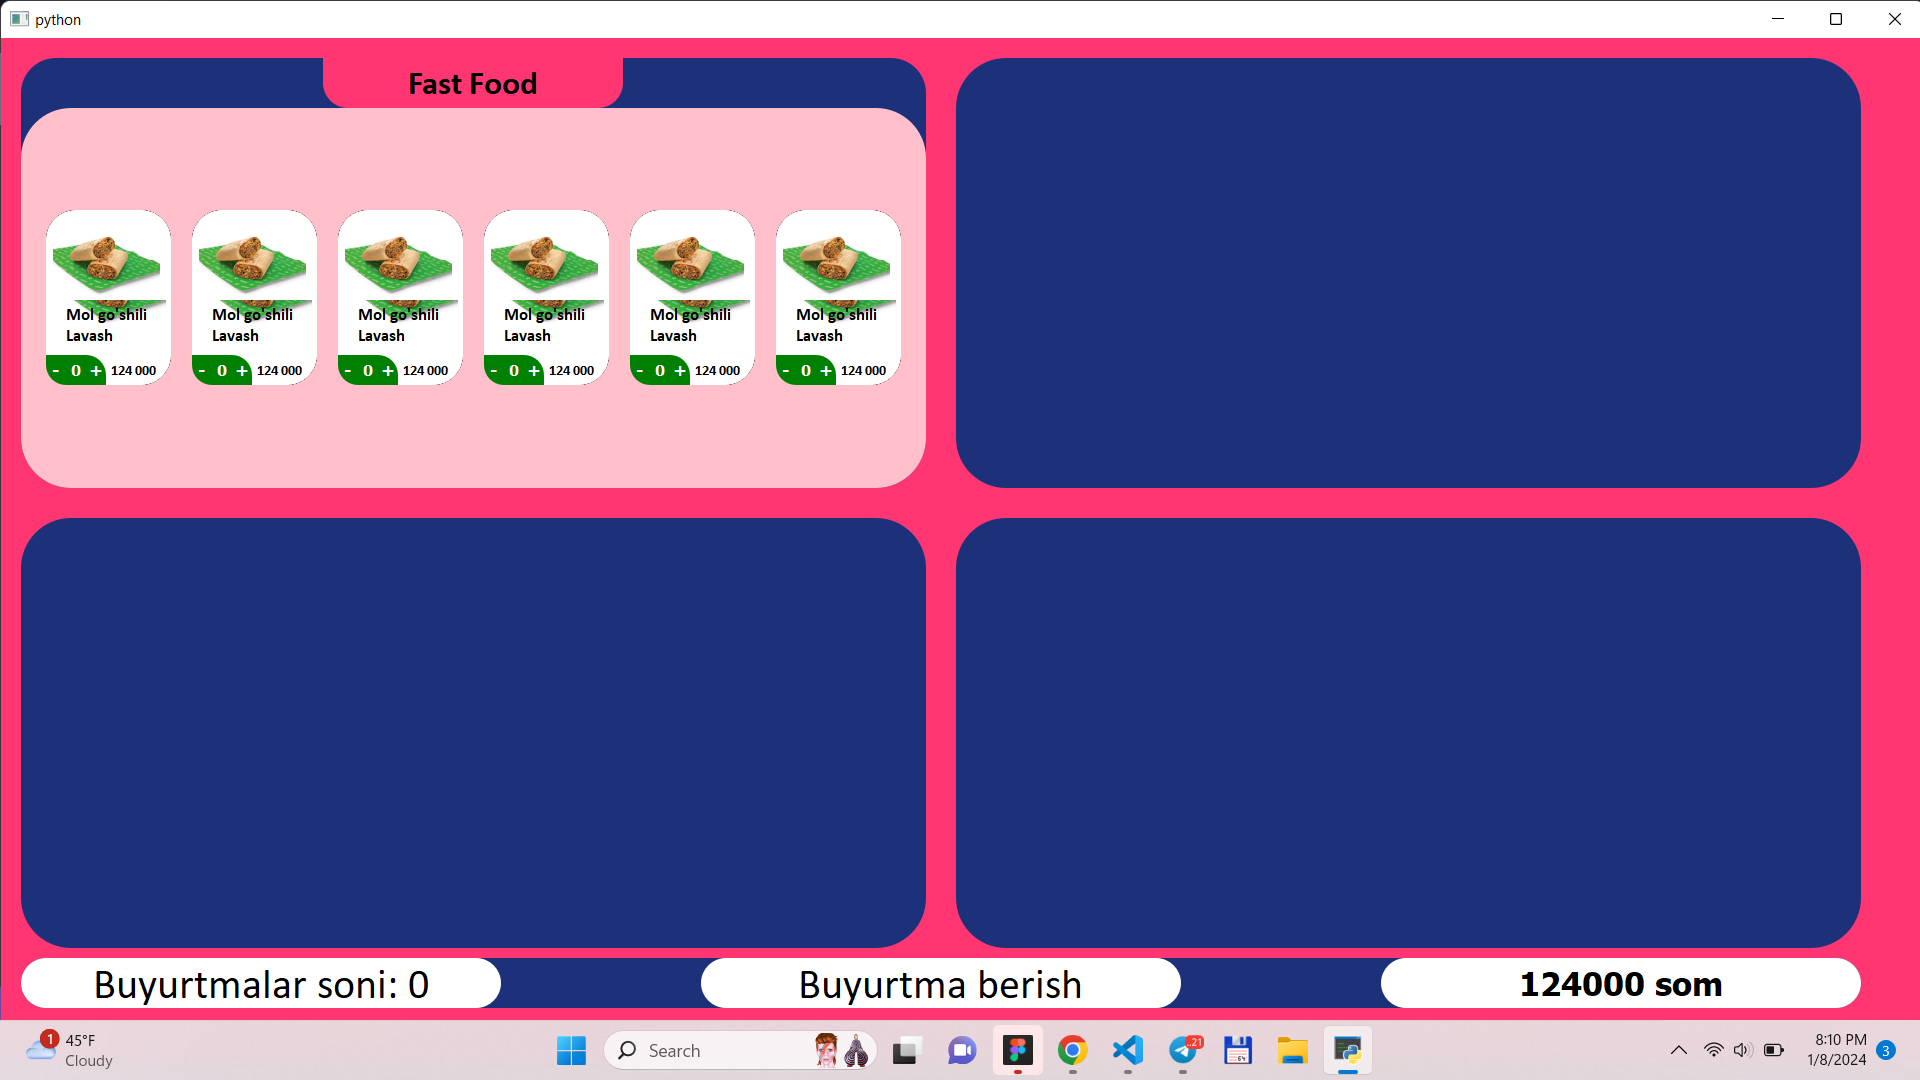 python
Fast Food
Mol go'shili
Lavash
- 0 + 124 000
Mol go'shili
Lavash
- 0 + 124 000
Mol go'shili
Lavash
- 0 + 124 000
Mol go'shili
Lavash
- 0 + 124 000
Mol go'shili
Lavash
- 0 + 124 000
Mol go'shili
Lavash
- 0 + 124 000
Buyurtmalar soni: 0
Buyurtma berish
124000 som
1
45°F
Cloudy
Search
..21
64
8:10 PM
1/8/2024
3